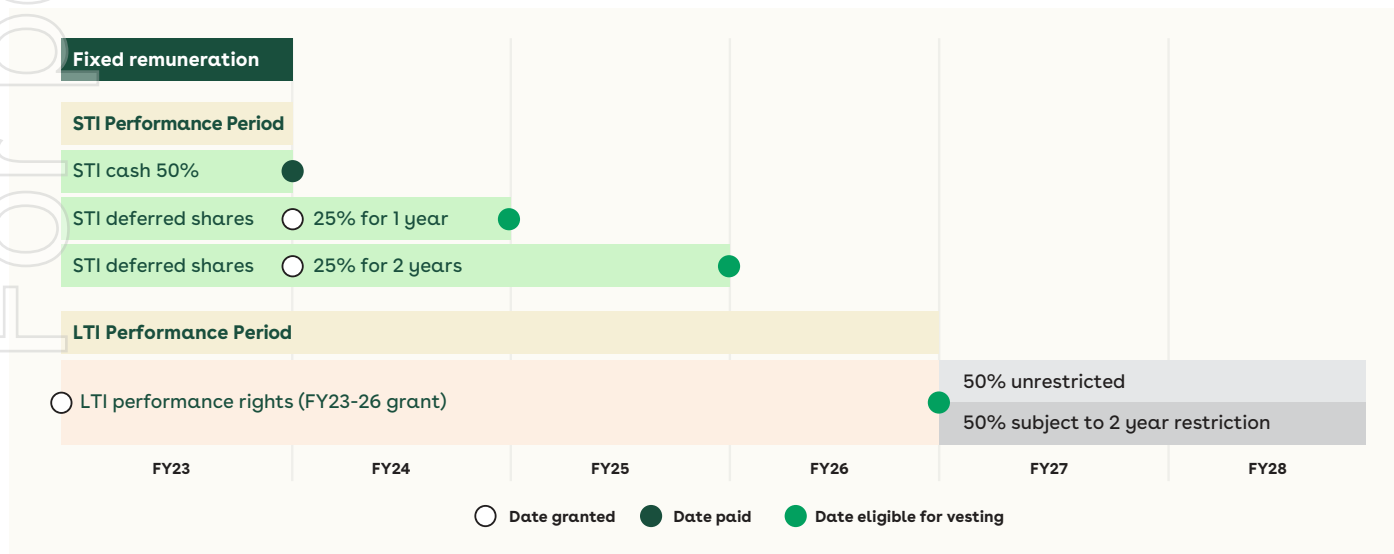 Fixed remuneration
STI Performance Period
STI cash 50%
STI deferred shares 25% for 1 year
STI deferred shares 25% for 2 years
LTI Performance Period
LTI performance rights (FY23-26 grant)
50% unrestricted
50% subject to 2 year restriction
FY23 FY24 FY25 FY26 FY27 FY28
Date granted Date paid Date eligible for vesting
For p